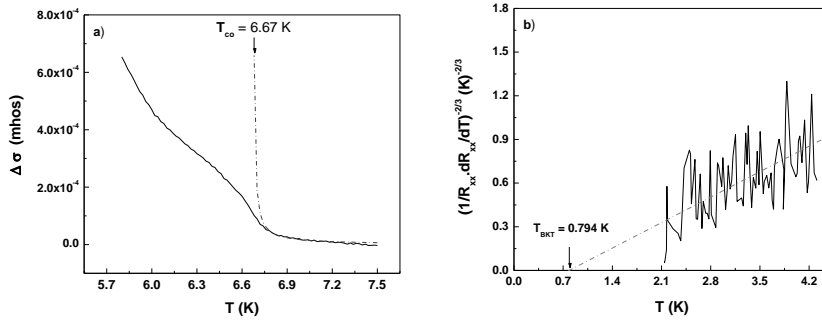 a)
T_co = 6.67 K
8.0x10^-4
6.0x10^-4
4.0x10^-4
2.0x10^-4
0.0
Δ σ (mhos)
5.7 6.0 6.3 6.6 6.9 7.2 7.5
T (K)
b)
1.8
1.5
1.2
0.9
0.6
0.3
0.0
(1/R_xx.dR_xx/dT)^-2/3 (K)^-2/3
T_BKT = 0.794 K
0.0 0.7 1.4 2.1 2.8 3.5 4.2
T (K)